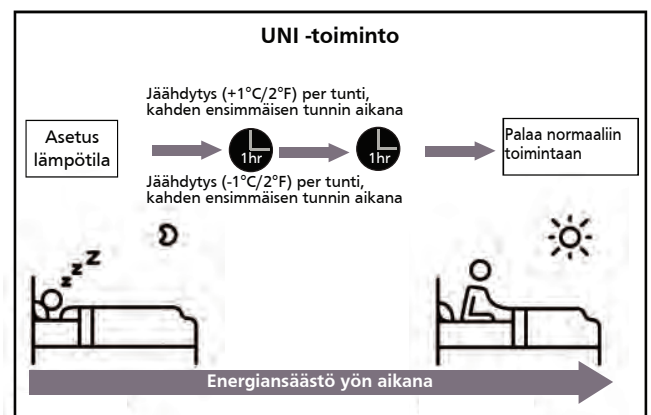 UNI -toiminto
Jäähdytys (+1°C/2°F) per tunti,
kahden ensimmäisen tunnin aikana
Asetus
lämpötila
1hr
1hr
Palaa normaaliin
toimintaan
Jäähdytys (-1°C/2°F) per tunti,
kahden ensimmäisen tunnin aikana
z z Z
Energiansäästö yön aikana